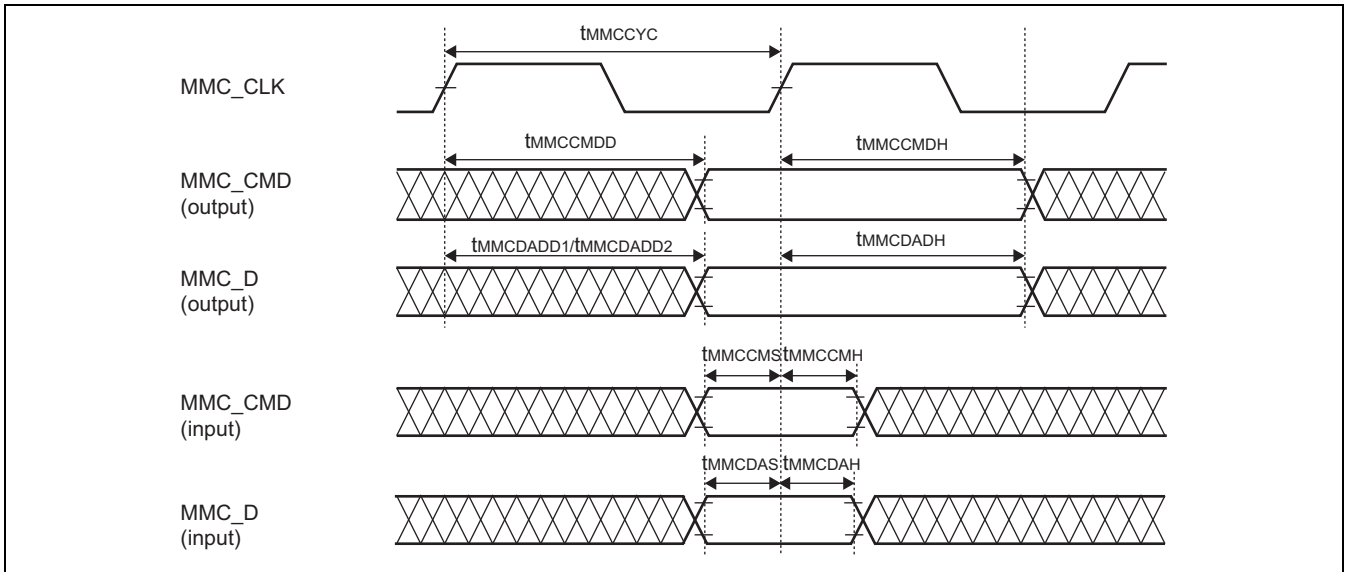 tMMCCYC
MMC_CLK
tMMCCMDD
tMMCCMDH
MMC_CMD
(output)
tMMCDADD1/tMMCDADD2
tMMCDADH
MMC_D
(output)
tMMCCMS tMMCCMH
MMC_CMD
(input)
tMMCDAS tMMCDAH
MMC_D
(input)